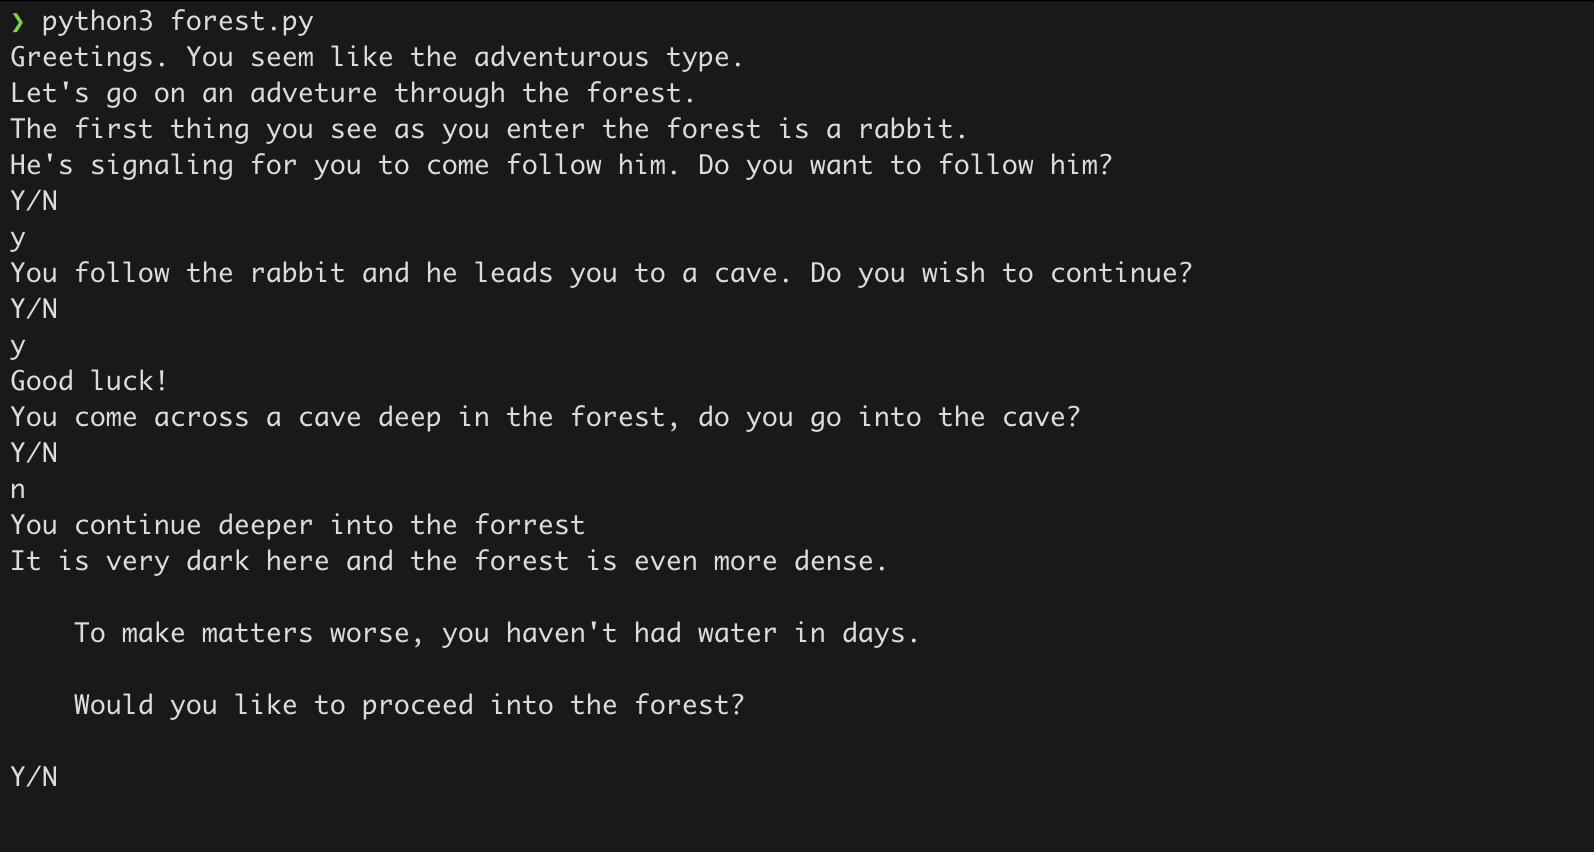 ❯ python3 forest.py
Greetings. You seem like the adventurous type.
Let's go on an adveture through the forest.
The first thing you see as you enter the forest is a rabbit.
He's signaling for you to come follow him. Do you want to follow him?
Y/N
y
You follow the rabbit and he leads you to a cave. Do you wish to continue?
Y/N
y
Good luck!
You come across a cave deep in the forest, do you go into the cave?
Y/N
n
You continue deeper into the forrest
It is very dark here and the forest is even more dense.
To make matters worse, you haven't had water in days.
Would you like to proceed into the forest?
Y/N